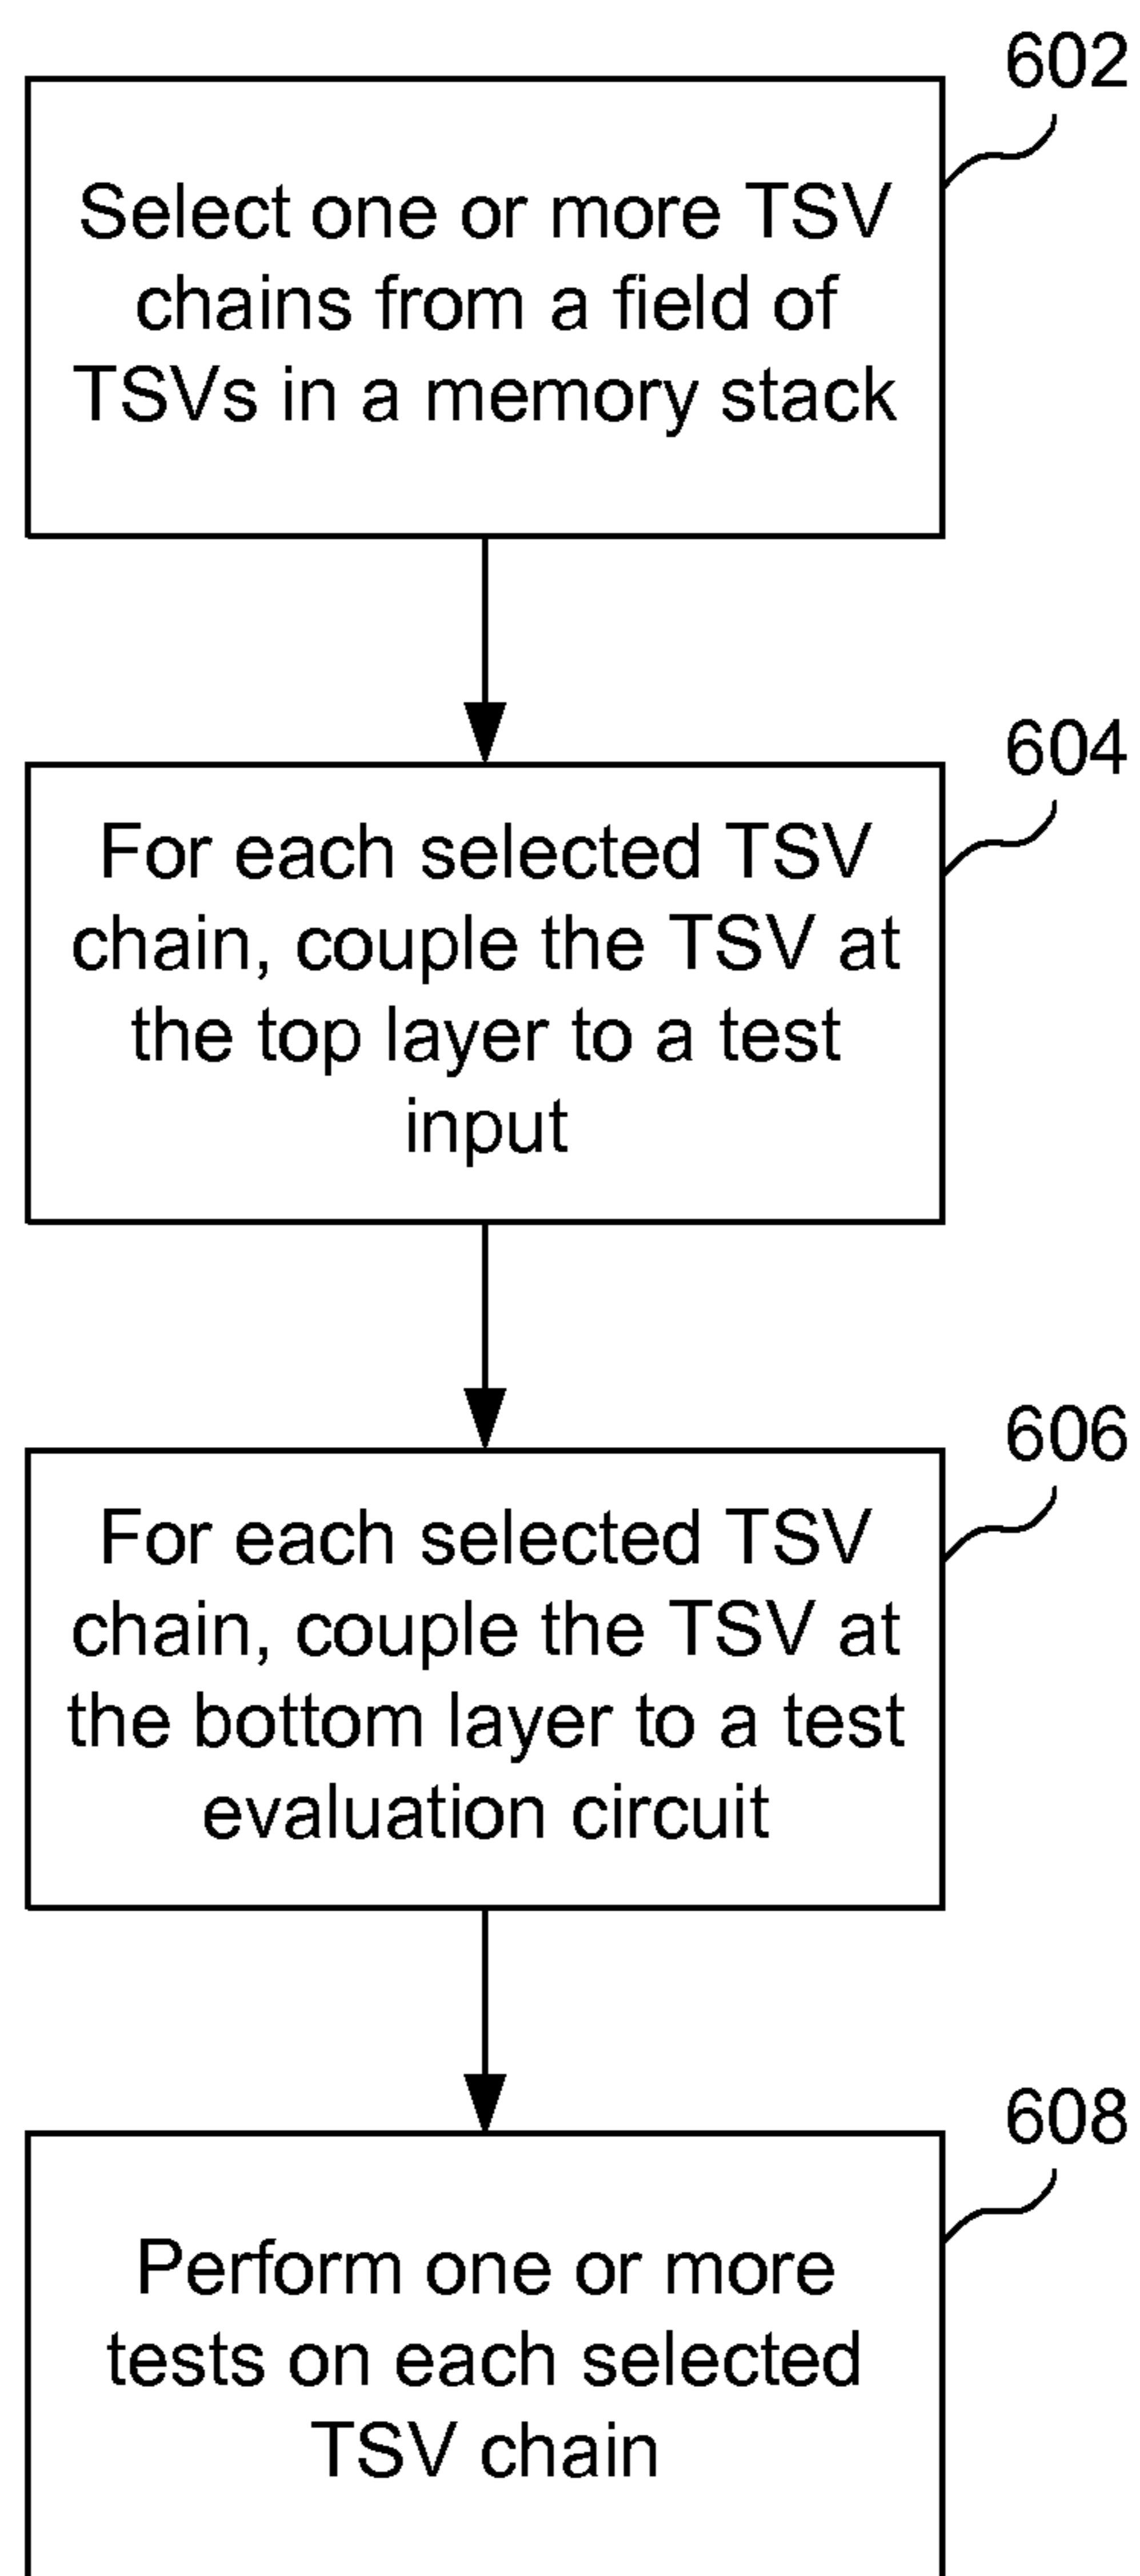 602
Select one or more TSV
chains from a field of
TSVs in a memory stack
604
For each selected TSV
chain, couple the TSV at
the top layer to a test
input
606
For each selected TSV
chain, couple the TSV at
the bottom layer to a test
evaluation circuit
608
Perform one or more
tests on each selected
TSV chain